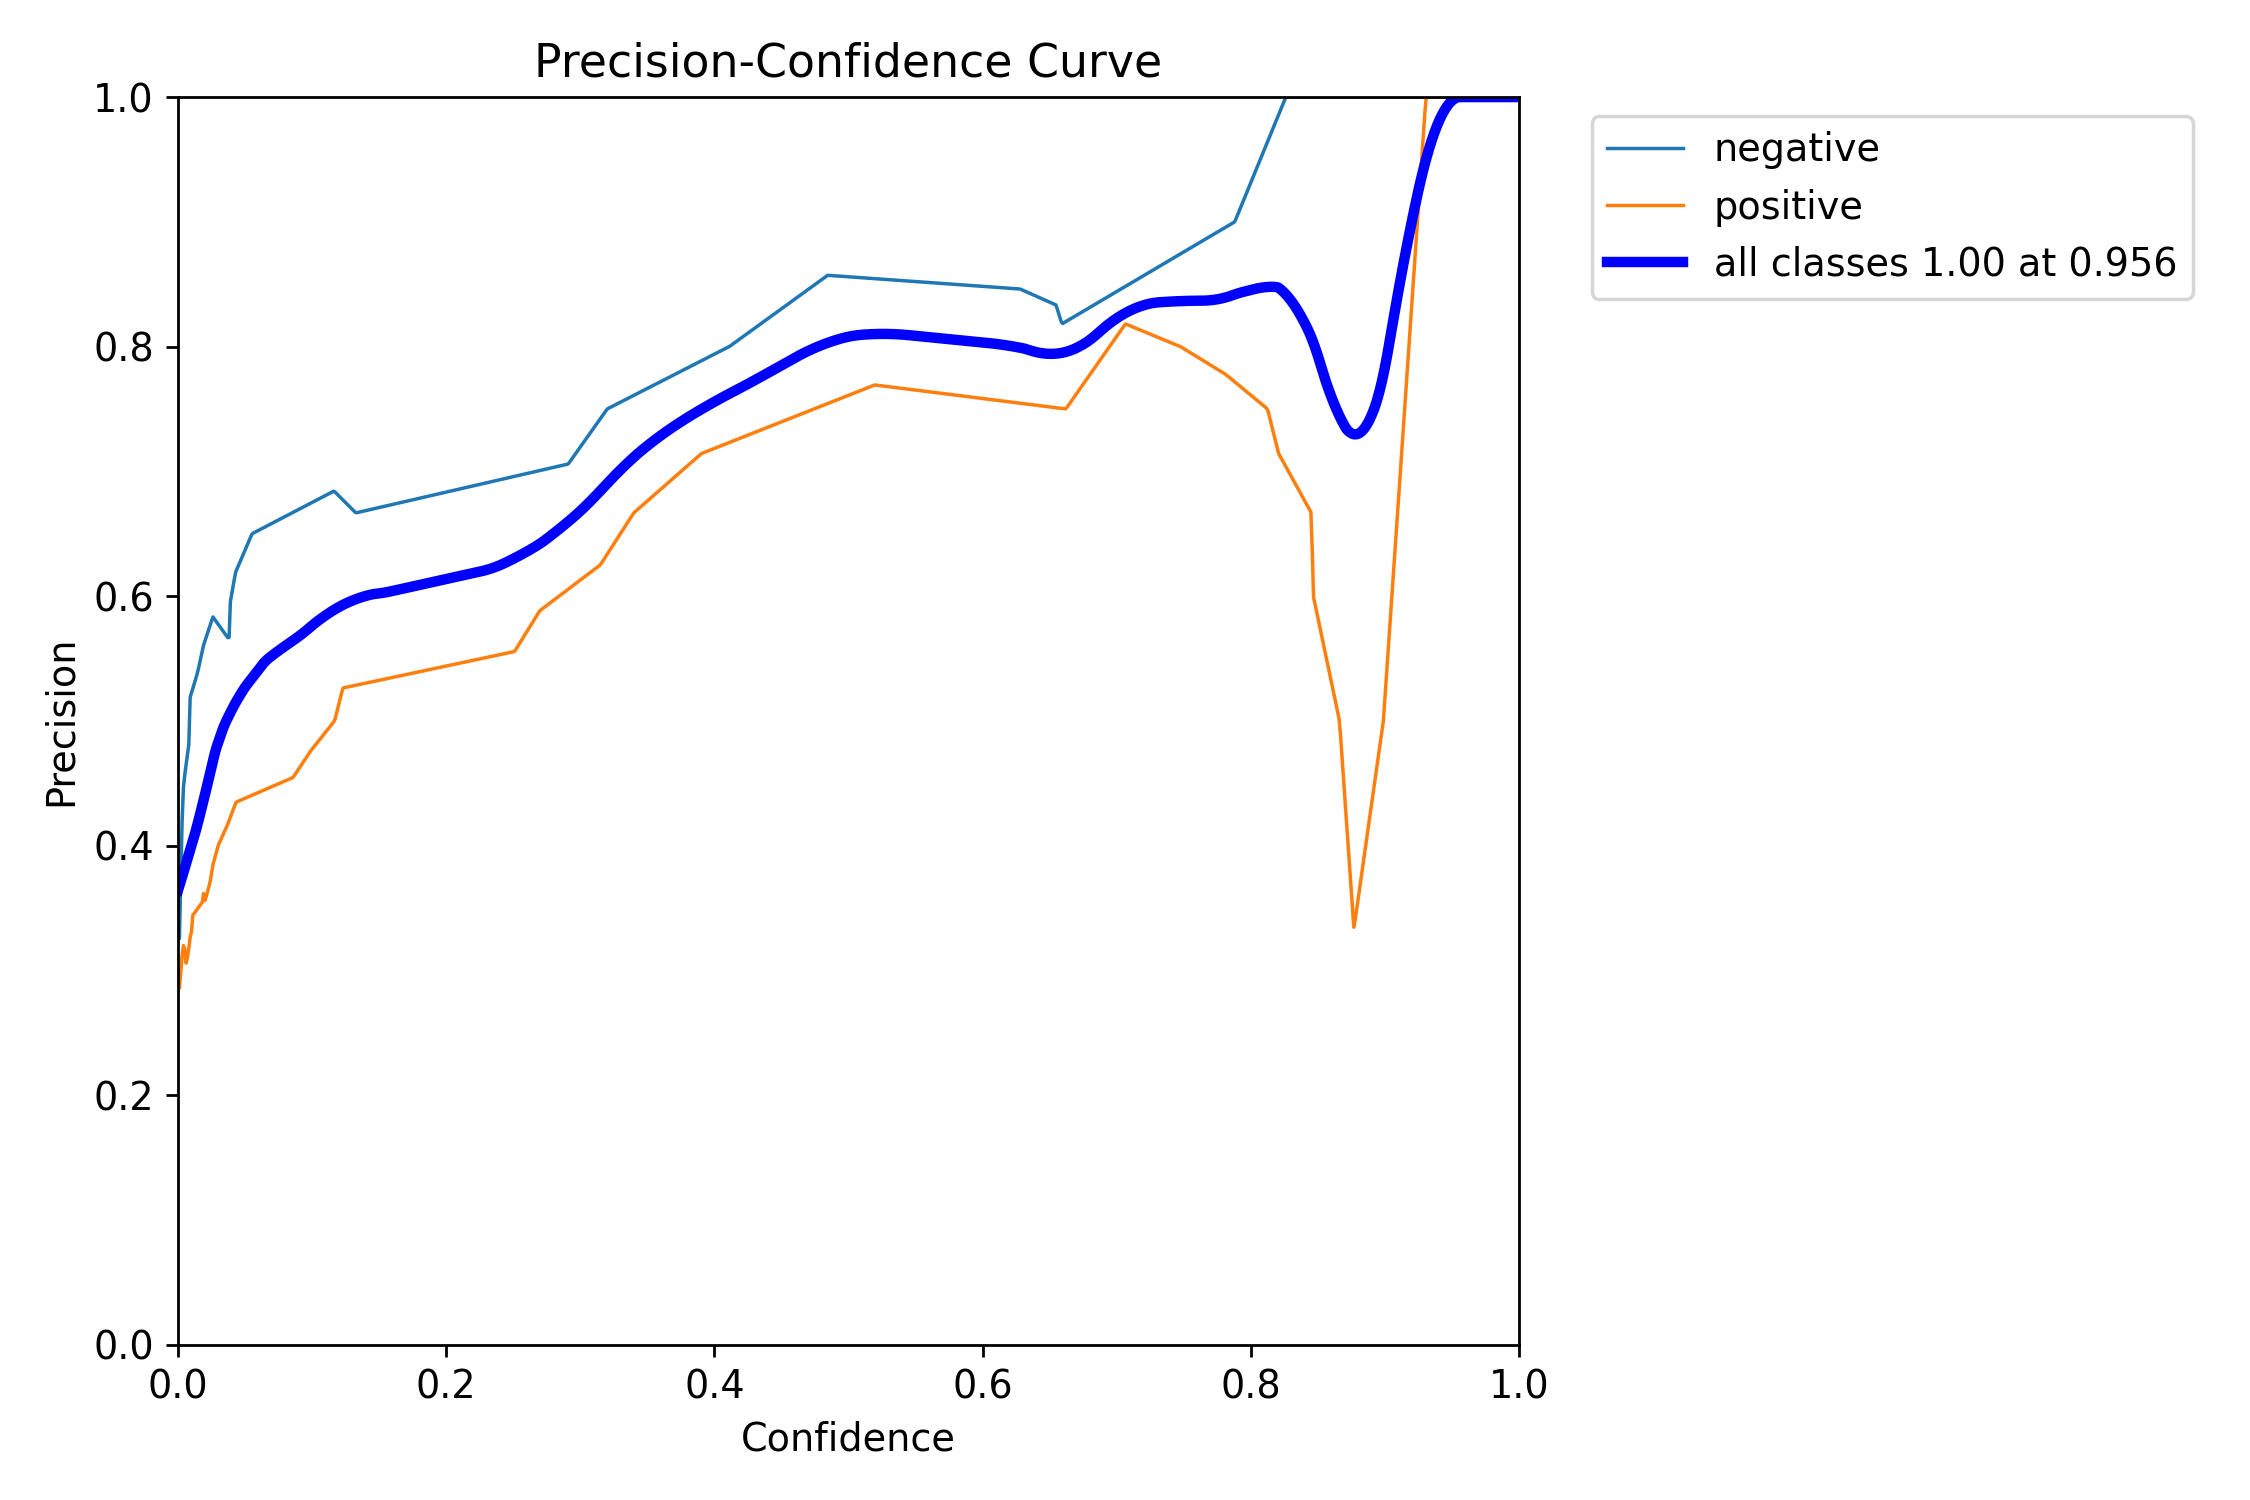 Precision-Confidence Curve
1.0
0.8
0.6
0.4
0.2
0.0
Precision
0.0 0.2 0.4 0.6 0.8 1.0
Confidence
negative
positive
all classes 1.00 at 0.956